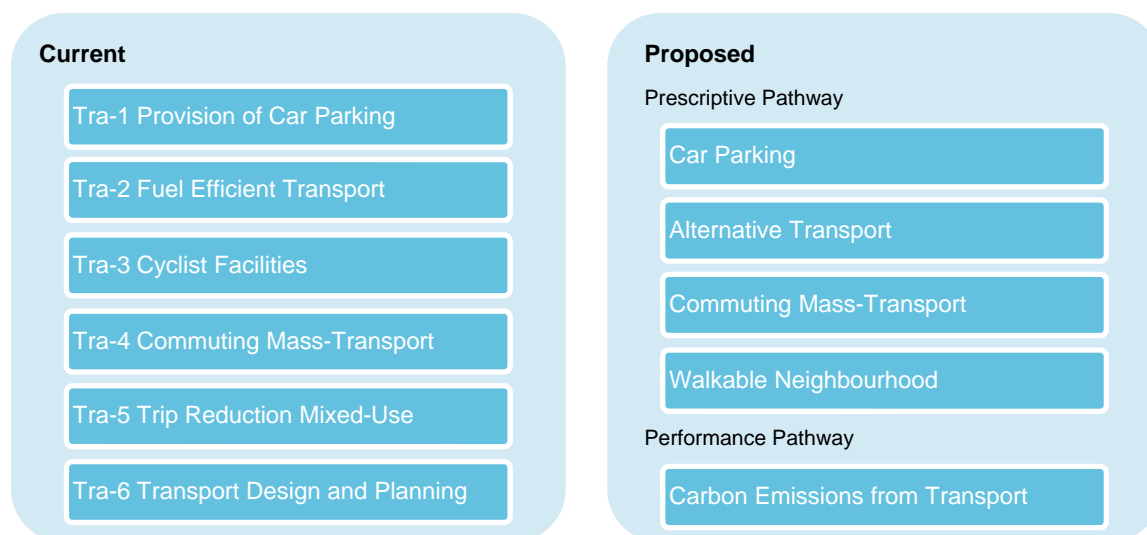 Current
Tra-1 Provision of Car Parking
Tra-2 Fuel Efficient Transport
Tra-3 Cyclist Facilities
Tra-4 Commuting Mass-Transport
Tra-5 Trip Reduction Mixed-Use
Tra-6 Transport Design and Planning
Proposed
Prescriptive Pathway
Car Parking
Alternative Transport
Commuting Mass-Transport
Walkable Neighbourhood
Performance Pathway
Carbon Emissions from Transport